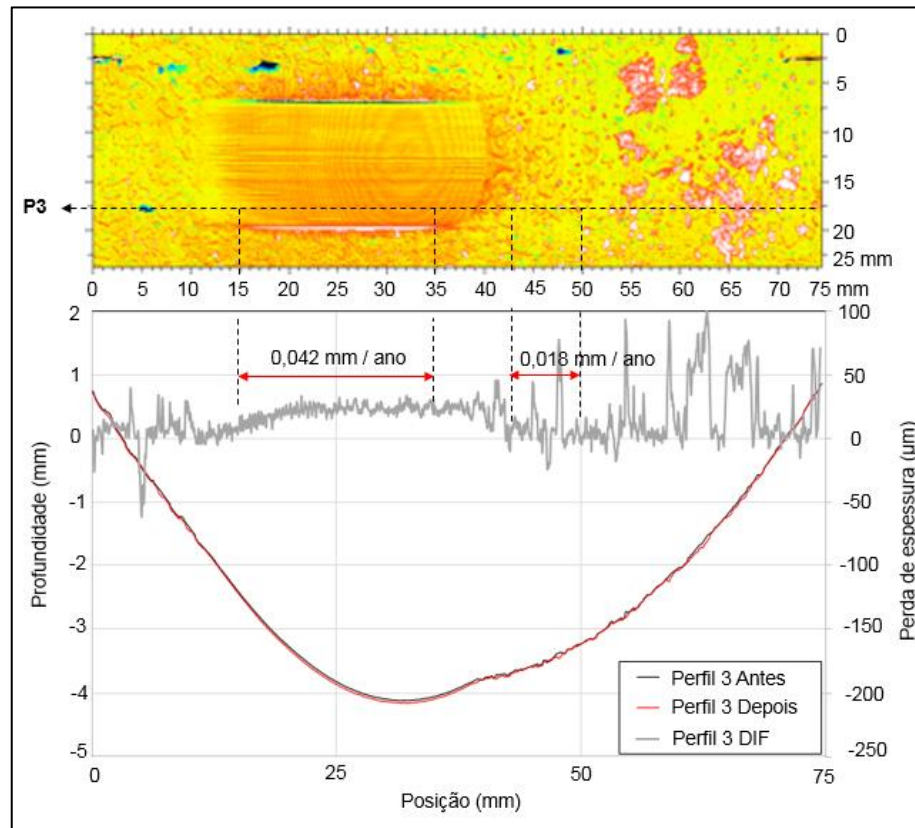 0
5
10
15
20
25 mm
P3
0 5 10 15 20 25 30 35 40 45 50 55 60 65 70 75 mm
2
1
0
-1
-2
-3
-4
-5
Profundidade (mm)
0,042 mm / ano
0,018 mm / ano
100
50
0
-50
-100
-150
-200
-250
Perda de espessura (µm)
Perfil 3 Antes
Perfil 3 Depois
Perfil 3 DIF
0 25 50 75
Posição (mm)